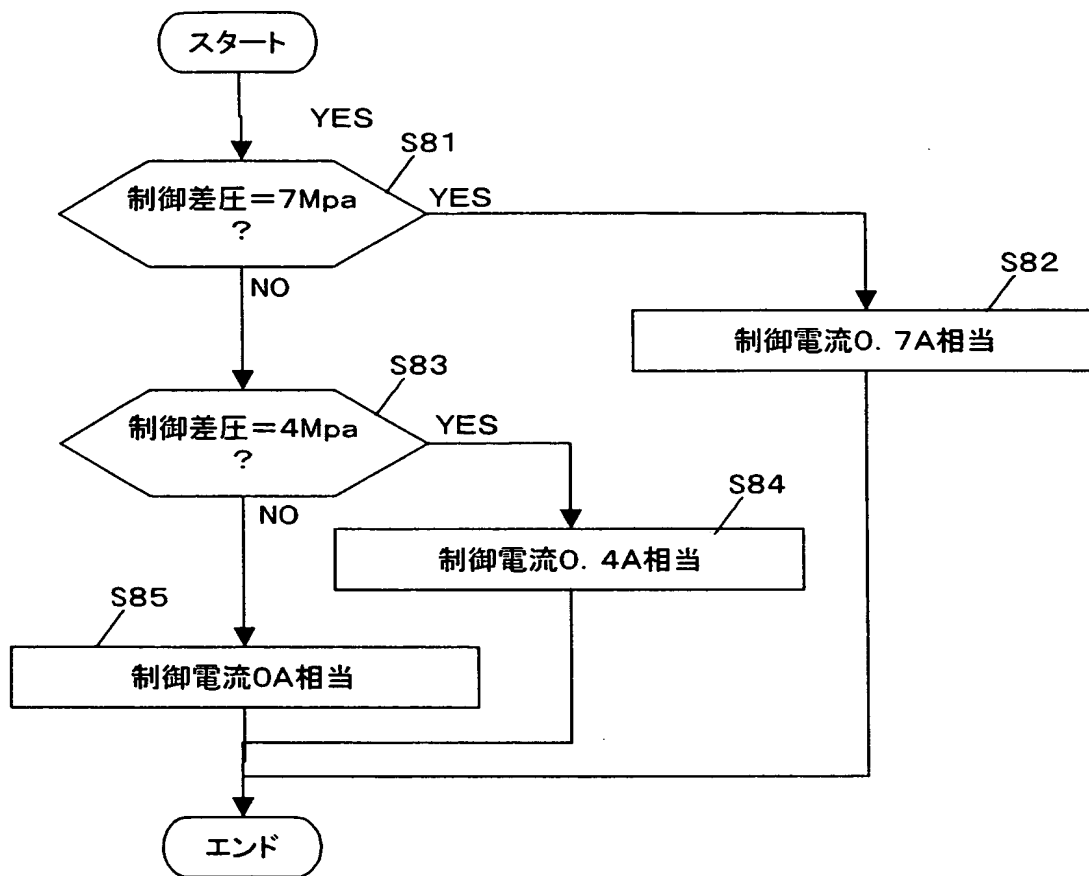 スタート
YES
S81
制御差圧＝7Mpa
?
YES
NO
S82
制御電流0. 7A相当
S83
制御差圧＝4Mpa
?
YES
NO
S84
制御電流0. 4A相当
S85
制御電流0A相当
エンド